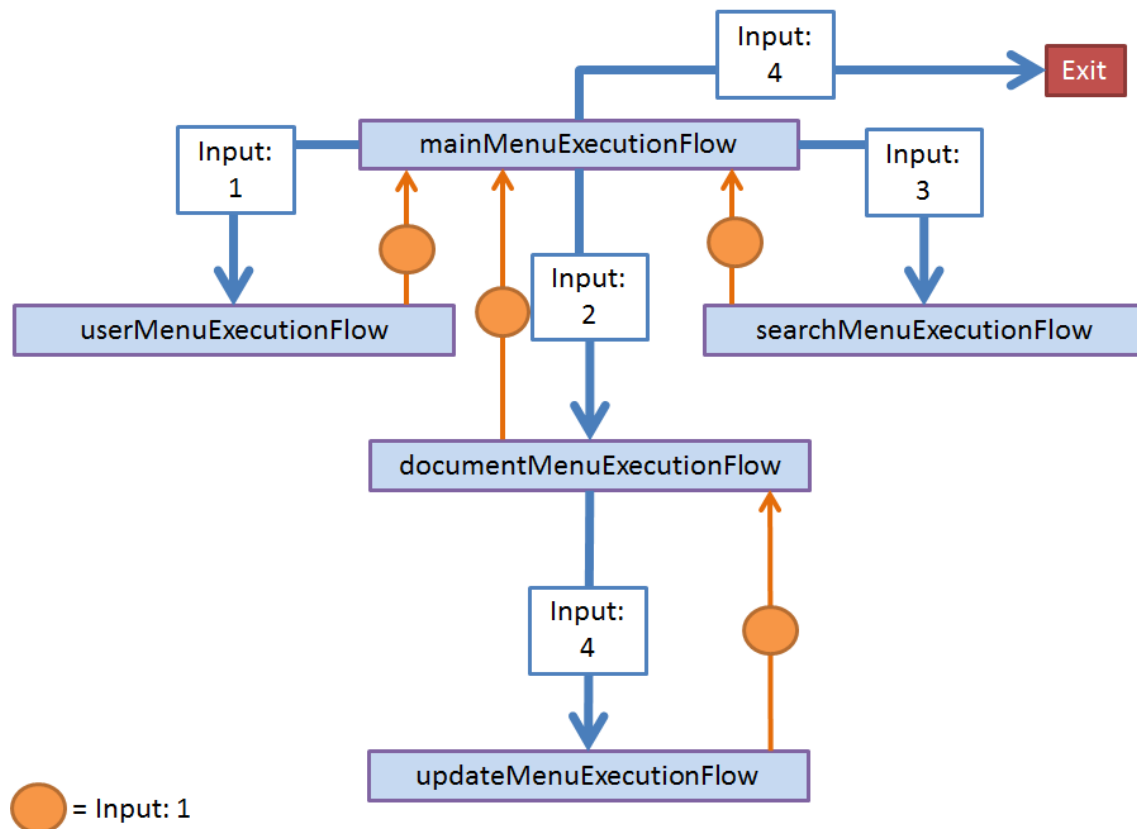 Input:
4
Exit
mainMenuExecutionFlow
Input:
1
Input:
3
Input:
2
userMenuExecutionFlow
searchMenuExecutionFlow
documentMenuExecutionFlow
Input:
4
updateMenuExecutionFlow
= Input: 1